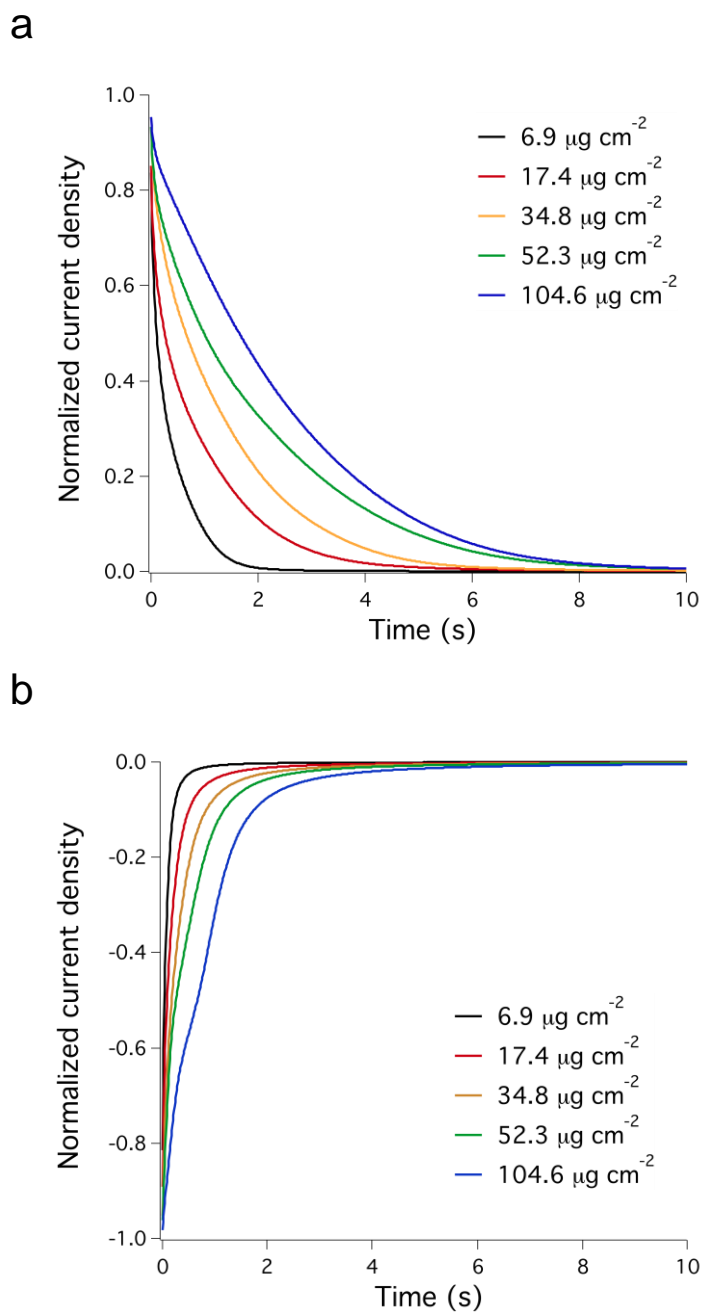 a
1.0
0.8
0.6
0.4
0.2
0.0
Normalized current density
6.9 μg cm-2
17.4 μg cm-2
34.8 μg cm-2
52.3 μg cm-2
104.6 μg cm-2
0 2 4 6 8 10
Time (s)
b
0.0
-0.2
-0.4
-0.6
-0.8
-1.0
Normalized current density
6.9 μg cm-2
17.4 μg cm-2
34.8 μg cm-2
52.3 μg cm-2
104.6 μg cm-2
0 2 4 6 8 10
Time (s)